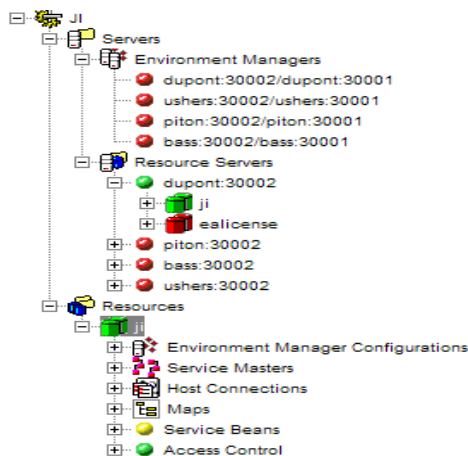 JI
Servers
Environment Managers
dupont:30002/dupont:30001
ushers:30002/ushers:30001
piton:30002/piton:30001
bass:30002/bass:30001
Resource Servers
dupont:30002
ji
ealicense
piton:30002
bass:30002
ushers:30002
Resources
ji
Environment Manager Configurations
Service Masters
Host Connections
Maps
Service Beans
Access Control